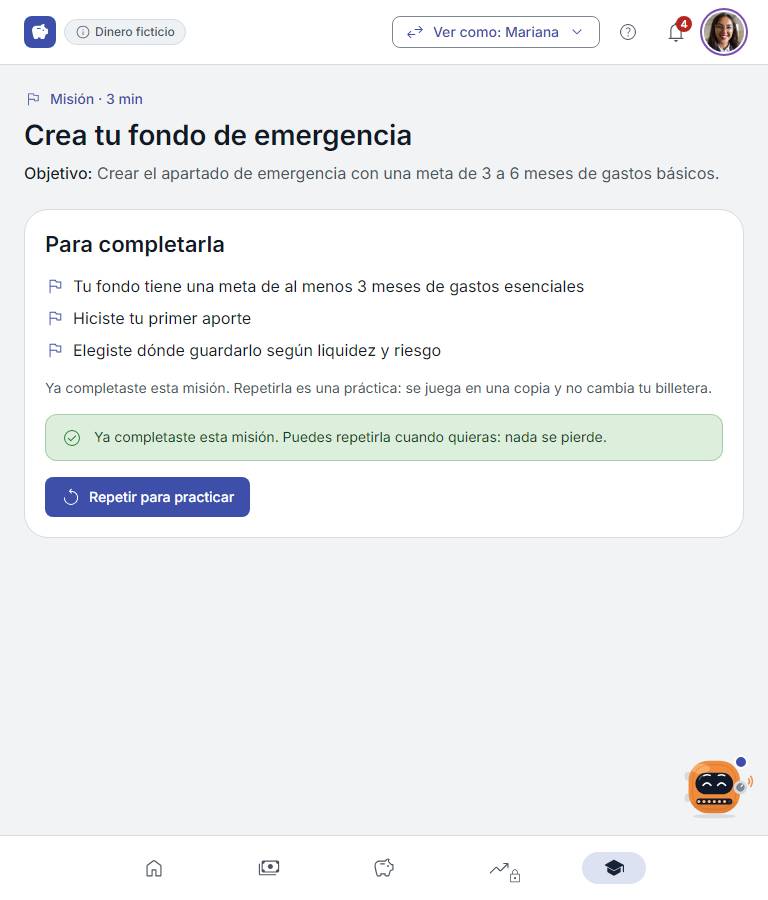 Dinero ficticio
Ver como: Mariana
4
Misión · 3 min
Crea tu fondo de emergencia
Objetivo: Crear el apartado de emergencia con una meta de 3 a 6 meses de gastos básicos.
Para completarla
Tu fondo tiene una meta de al menos 3 meses de gastos esenciales
Hiciste tu primer aporte
Elegiste dónde guardarlo según liquidez y riesgo
Ya completaste esta misión. Repetirla es una práctica: se juega en una copia y no cambia tu billetera.
Ya completaste esta misión. Puedes repetirla cuando quieras: nada se pierde.
Repetir para practicar